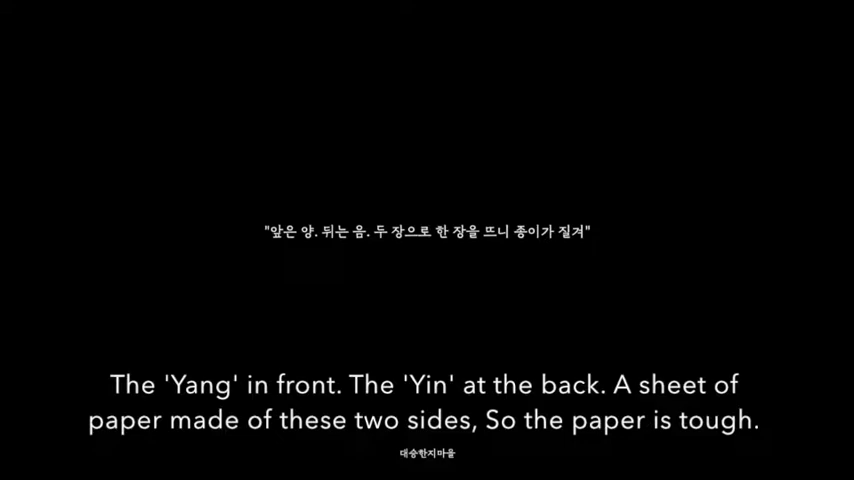 "앞은 양. 뒤는 음. 두 장으로 한 장을 뜨니 종이가 질겨"
The 'Yang' in front. The 'Yin' at the back. A sheet of
paper made of these two sides, So the paper is tough.
대승한지마을